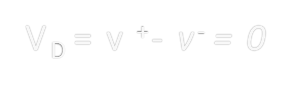 V_D = v⁺- v⁻ = 0